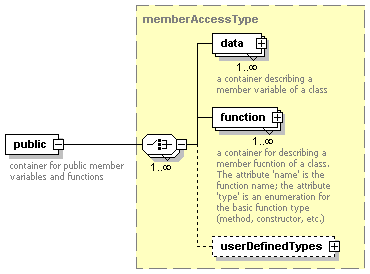 memberAccessType
data
1..∞
a container describing a
member variable of a class
function
1..∞
a container for describing a
member fucntion of a class.
The attribute 'name' is the
function name; the attribute
'type' is an enumeration for
the basic function type
(method, constructor, etc.)
public
container for public member
variables and functions
1..∞
userDefinedTypes